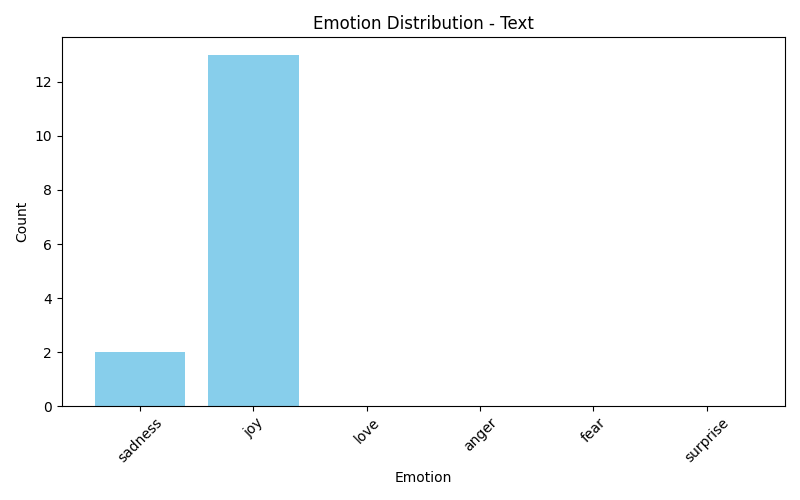 Emotion Distribution - Text
Count
12
10
8
6
4
2
0
sadness
joy
love
anger
fear
surprise
Emotion